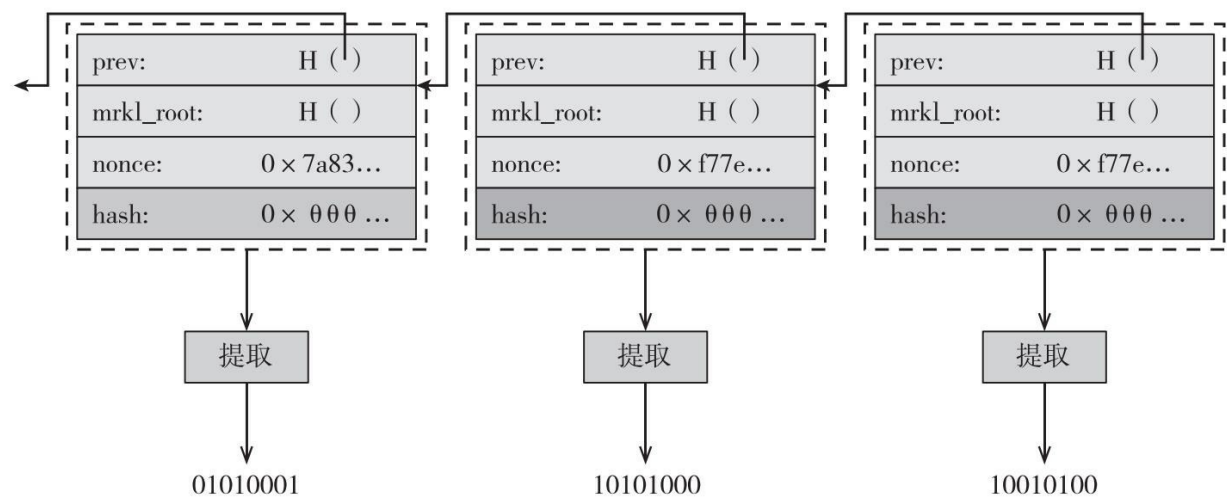 prev: H ( )
mrkl_root: H ( )
nonce: 0 × 7a83...
hash: 0 × θθθ ...
提取
01010001
prev: H ( )
mrkl_root: H ( )
nonce: 0 × f77e...
hash: 0 × θθθ ...
提取
10101000
prev: H ( )
mrkl_root: H ( )
nonce: 0 × f77e...
hash: 0 × θθθ ...
提取
10010100